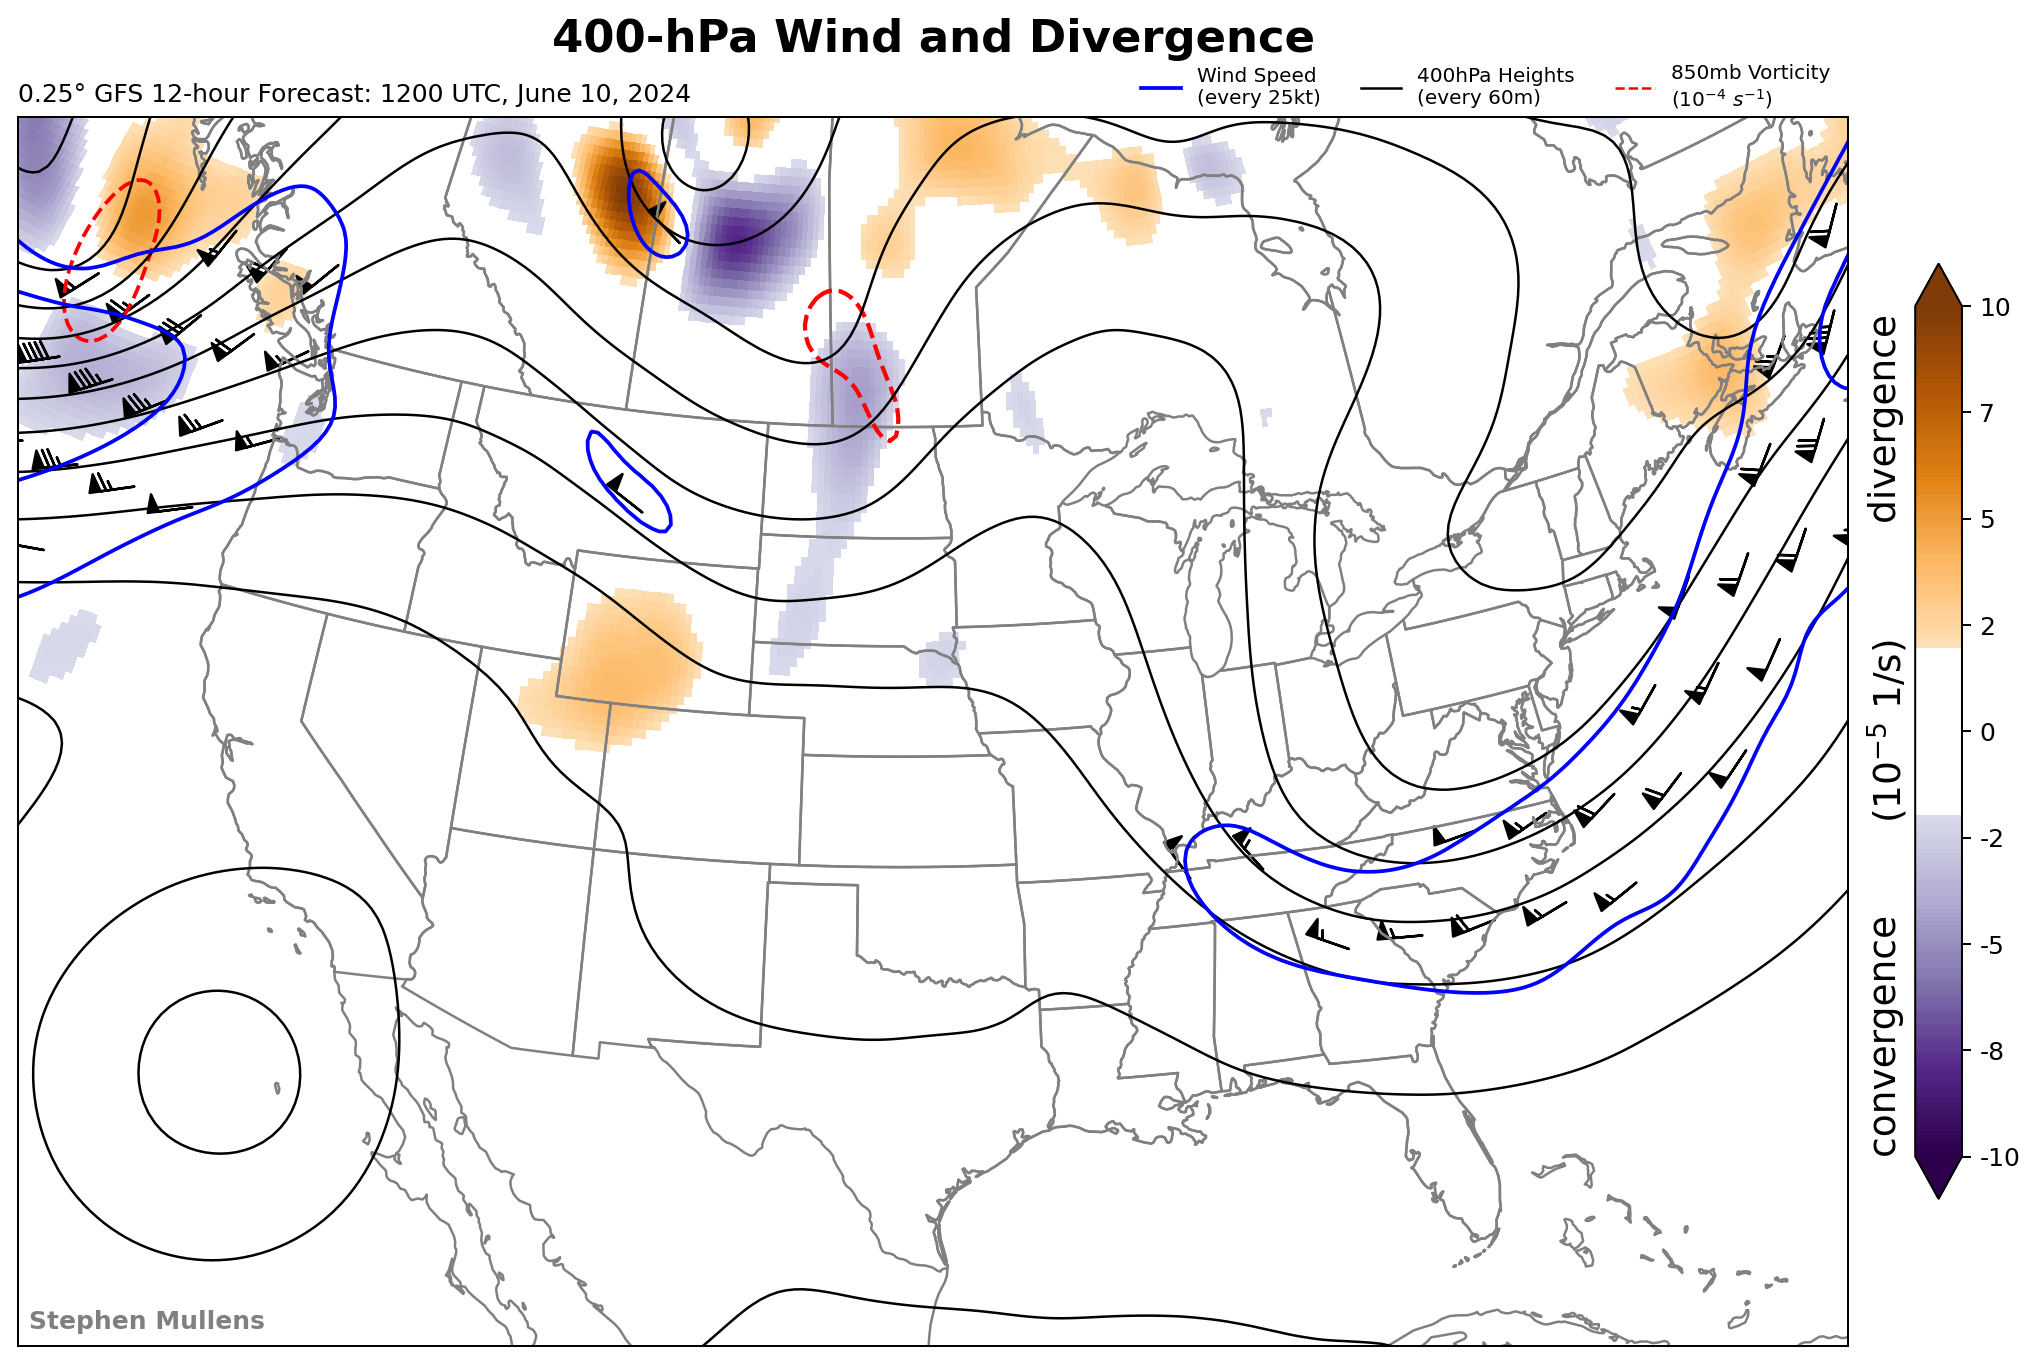 400-hPa Wind and Divergence
0.25° GFS 12-hour Forecast: 1200 UTC, June 10, 2024
Wind Speed
(every 25kt)
400hPa Heights
(every 60m)
850mb Vorticity
(10⁻⁴ s⁻¹)
10
7
5
2
0
-2
-5
-8
-10
convergence (10⁻⁵ 1/s) divergence
Stephen Mullens